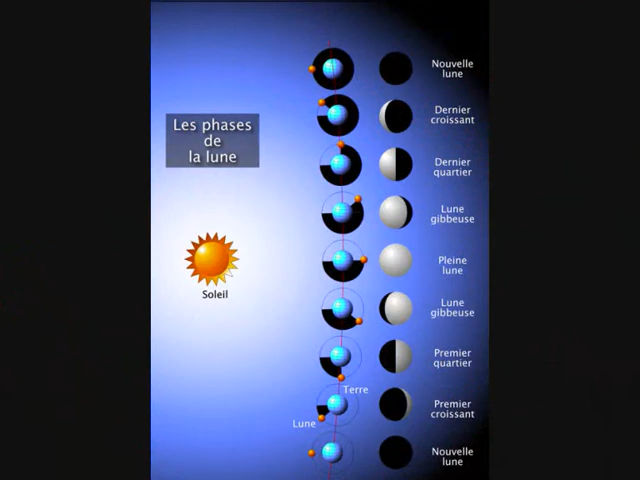 Les phases
de
la lune
Soleil
Nouvelle
lune
Dernier
croissant
Dernier
quartier
Lune
gibbeuse
Pleine
lune
Lune
gibbeuse
Premier
quartier
Terre
Premier
croissant
Lune
Nouvelle
lune